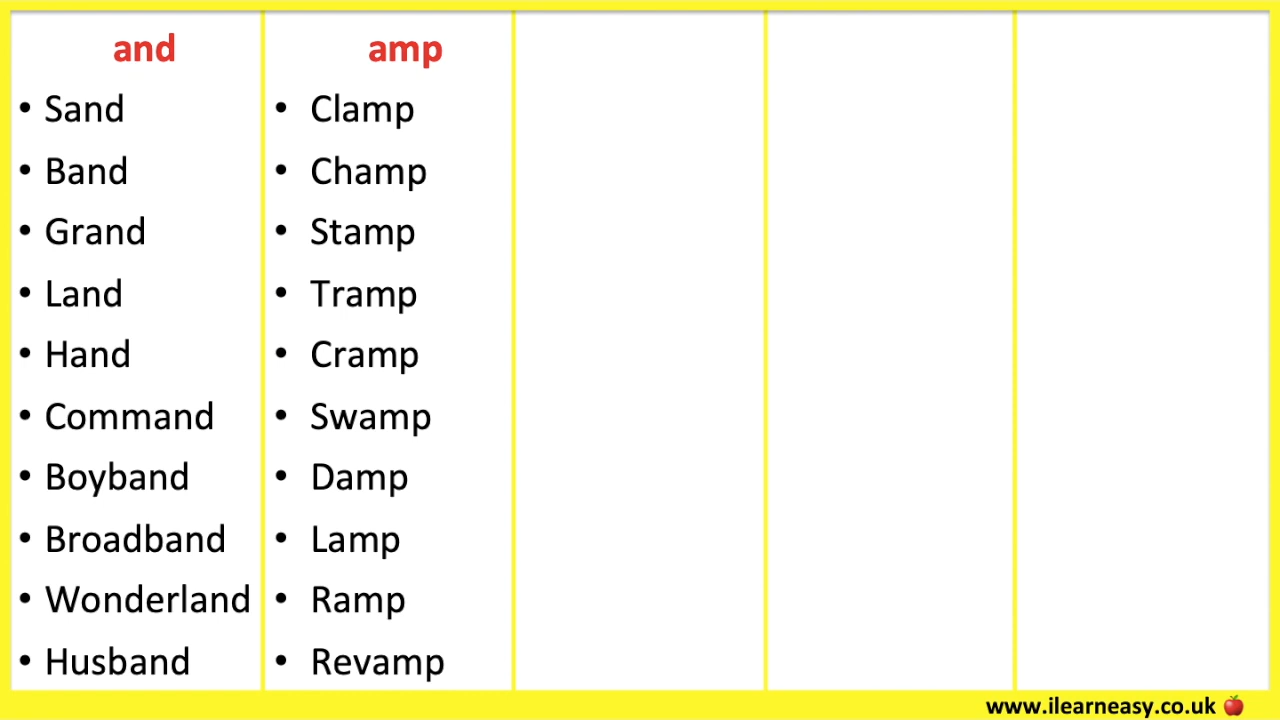 and
• Sand
• Band
• Grand
• Land
• Hand
• Command
• Boyband
• Broadband
• Wonderland
• Husband
amp
• Clamp
• Champ
• Stamp
• Tramp
• Cramp
• Swamp
• Damp
• Lamp
• Ramp
• Revamp
www.ilearneasy.co.uk